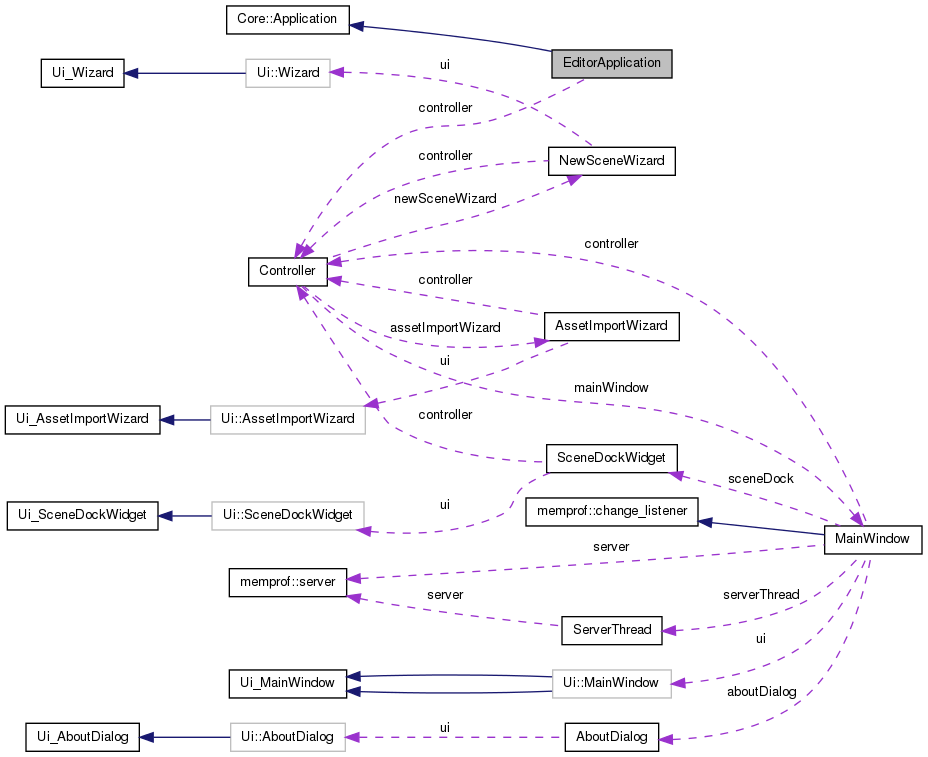 Core::Application
EditorApplication
ui
Ui_Wizard
Ui::Wizard
controller
controller
NewSceneWizard
newSceneWizard
controller
Controller
controller
assetImportWizard
AssetImportWizard
ui
mainWindow
controller
Ui_AssetImportWizard
Ui::AssetImportWizard
SceneDockWidget
sceneDock
ui
Ui_SceneDockWidget
Ui::SceneDockWidget
memprof::change_listener
MainWindow
server
memprof::server
server
serverThread
ServerThread
ui
Ui_MainWindow
Ui::MainWindow
aboutDialog
ui
Ui_AboutDialog
Ui::AboutDialog
AboutDialog